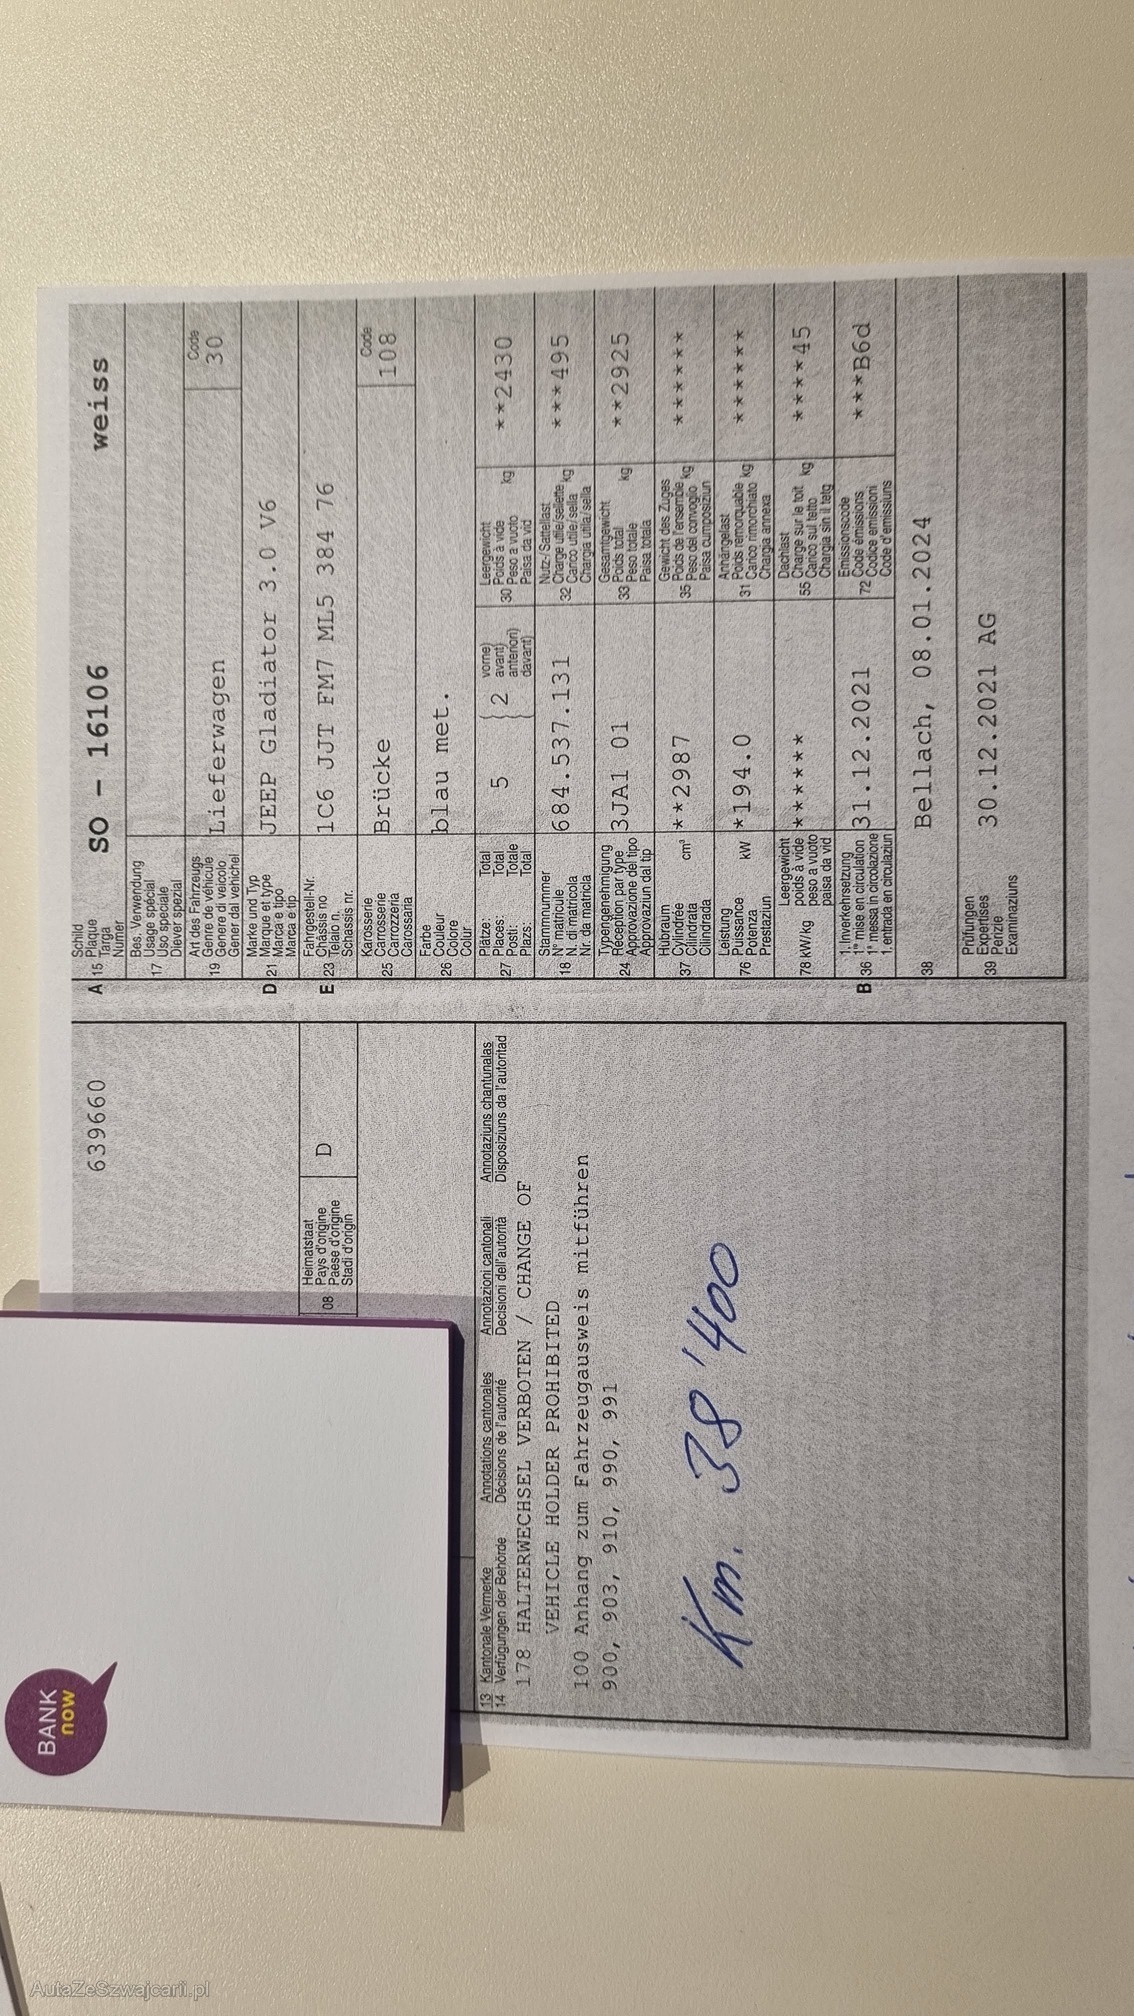 BANK
now
639660
08 Heimatstaat
Pays d'origine
Paese d'origine
Stadi d'origin
D
13 Kantonale Vermerke Annotations cantonales Annotazioni cantonali Annotaziuns chantunalas
14 Verfügungen der Behörde Décisions de l'autorité Decisioni dell'autorità Disposiziuns da l'autoritad
178 HALTERWECHSEL VERBOTEN / CHANGE OF
VEHICLE HOLDER PROHIBITED
100 Anhang zum Fahrzeugausweis mitführen
900, 903, 910, 990, 991
Km. 38'400
Schild
A 15 Plaque
Targa
Numer
SO - 16106 weiss
Bes. Verwendung
17 Usage spécial
Uso speciale
Diever spezial
Art des Fahrzeugs
Genre de véhicule
19 Genere di veicolo
Gener dal vehichel
Lieferwagen
Code
30
Marke und Typ
D 21 Marque et type
Marca e tipo
Marca e tip
JEEP Gladiator 3.0 V6
Fahrgestell-Nr.
E 23 Châssis no
Telaio no
Schassis nr.
1C6 JJT FM7 ML5 384 76
Karosserie
25 Carrosserie
Carrozzeria
Carossaria
Brücke
Code
108
Farbe
26 Couleur
Colore
Colur
blau met.
Plätze: Total
27 Places: Total
Posti: Totale
Plazs: Total
5 { 2
vorne)
avant)
anteriori)
davant)
Leergewicht
30 Poids à vide
Peso a vuoto
Paisa da vid
kg
**2430
Stammnummer
18 N° matricule
N. di matricola
Nr. da matricla
684.537.131
Nutz-/Sattellast
32 Charge utile/sellette
Carico utile/sella
Chargia utila/sella
kg
***495
Typengenehmigung
24 Réception par type
Approvazione del tipo
Approvaziun dal tip
3JA1 01
Gesamtgewicht
33 Poids total
Peso totale
Paisa totala
kg
**2925
Hubraum
37 Cylindrée
Cilindrata
Cilindrada
cm³
**2987
Gewicht des Zuges
35 Poids de l'ensemble
Peso del convoglio
Paisa cumposiziun
kg
******
Leistung
76 Puissance
Potenza
Prestaziun
kW
*194.0
Anhängelast
31 Poids remorquable
Carico rimorchiato
Chargia annexa
kg
******
78 kW/kg
Leergewicht
poids à vide
peso a vuoto
paisa da vid
******
Dachlast
55 Charge sur le toit
Carico sul tetto
Chargia sin il tetg
kg
*****45
1. Inverkehrsetzung
B 36 1re mise en circulation
1a messa in circolazione
1. entrada en circulaziun
31.12.2021
Emissionscode
72 Code émissions
Codice emissioni
Code d'emissiuns
***B6d
38
Bellach, 08.01.2024
Prüfungen
39 Expertises
Perizie
Examinaziuns
30.12.2021 AG
AutaZeSzwajcarii.pl